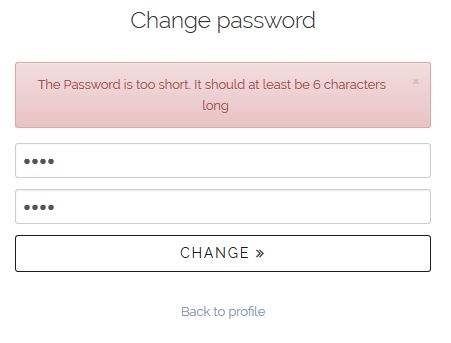 Change password
The Password is too short. It should at least be 6 characters
long
×
••••
••••
CHANGE »
Back to profile